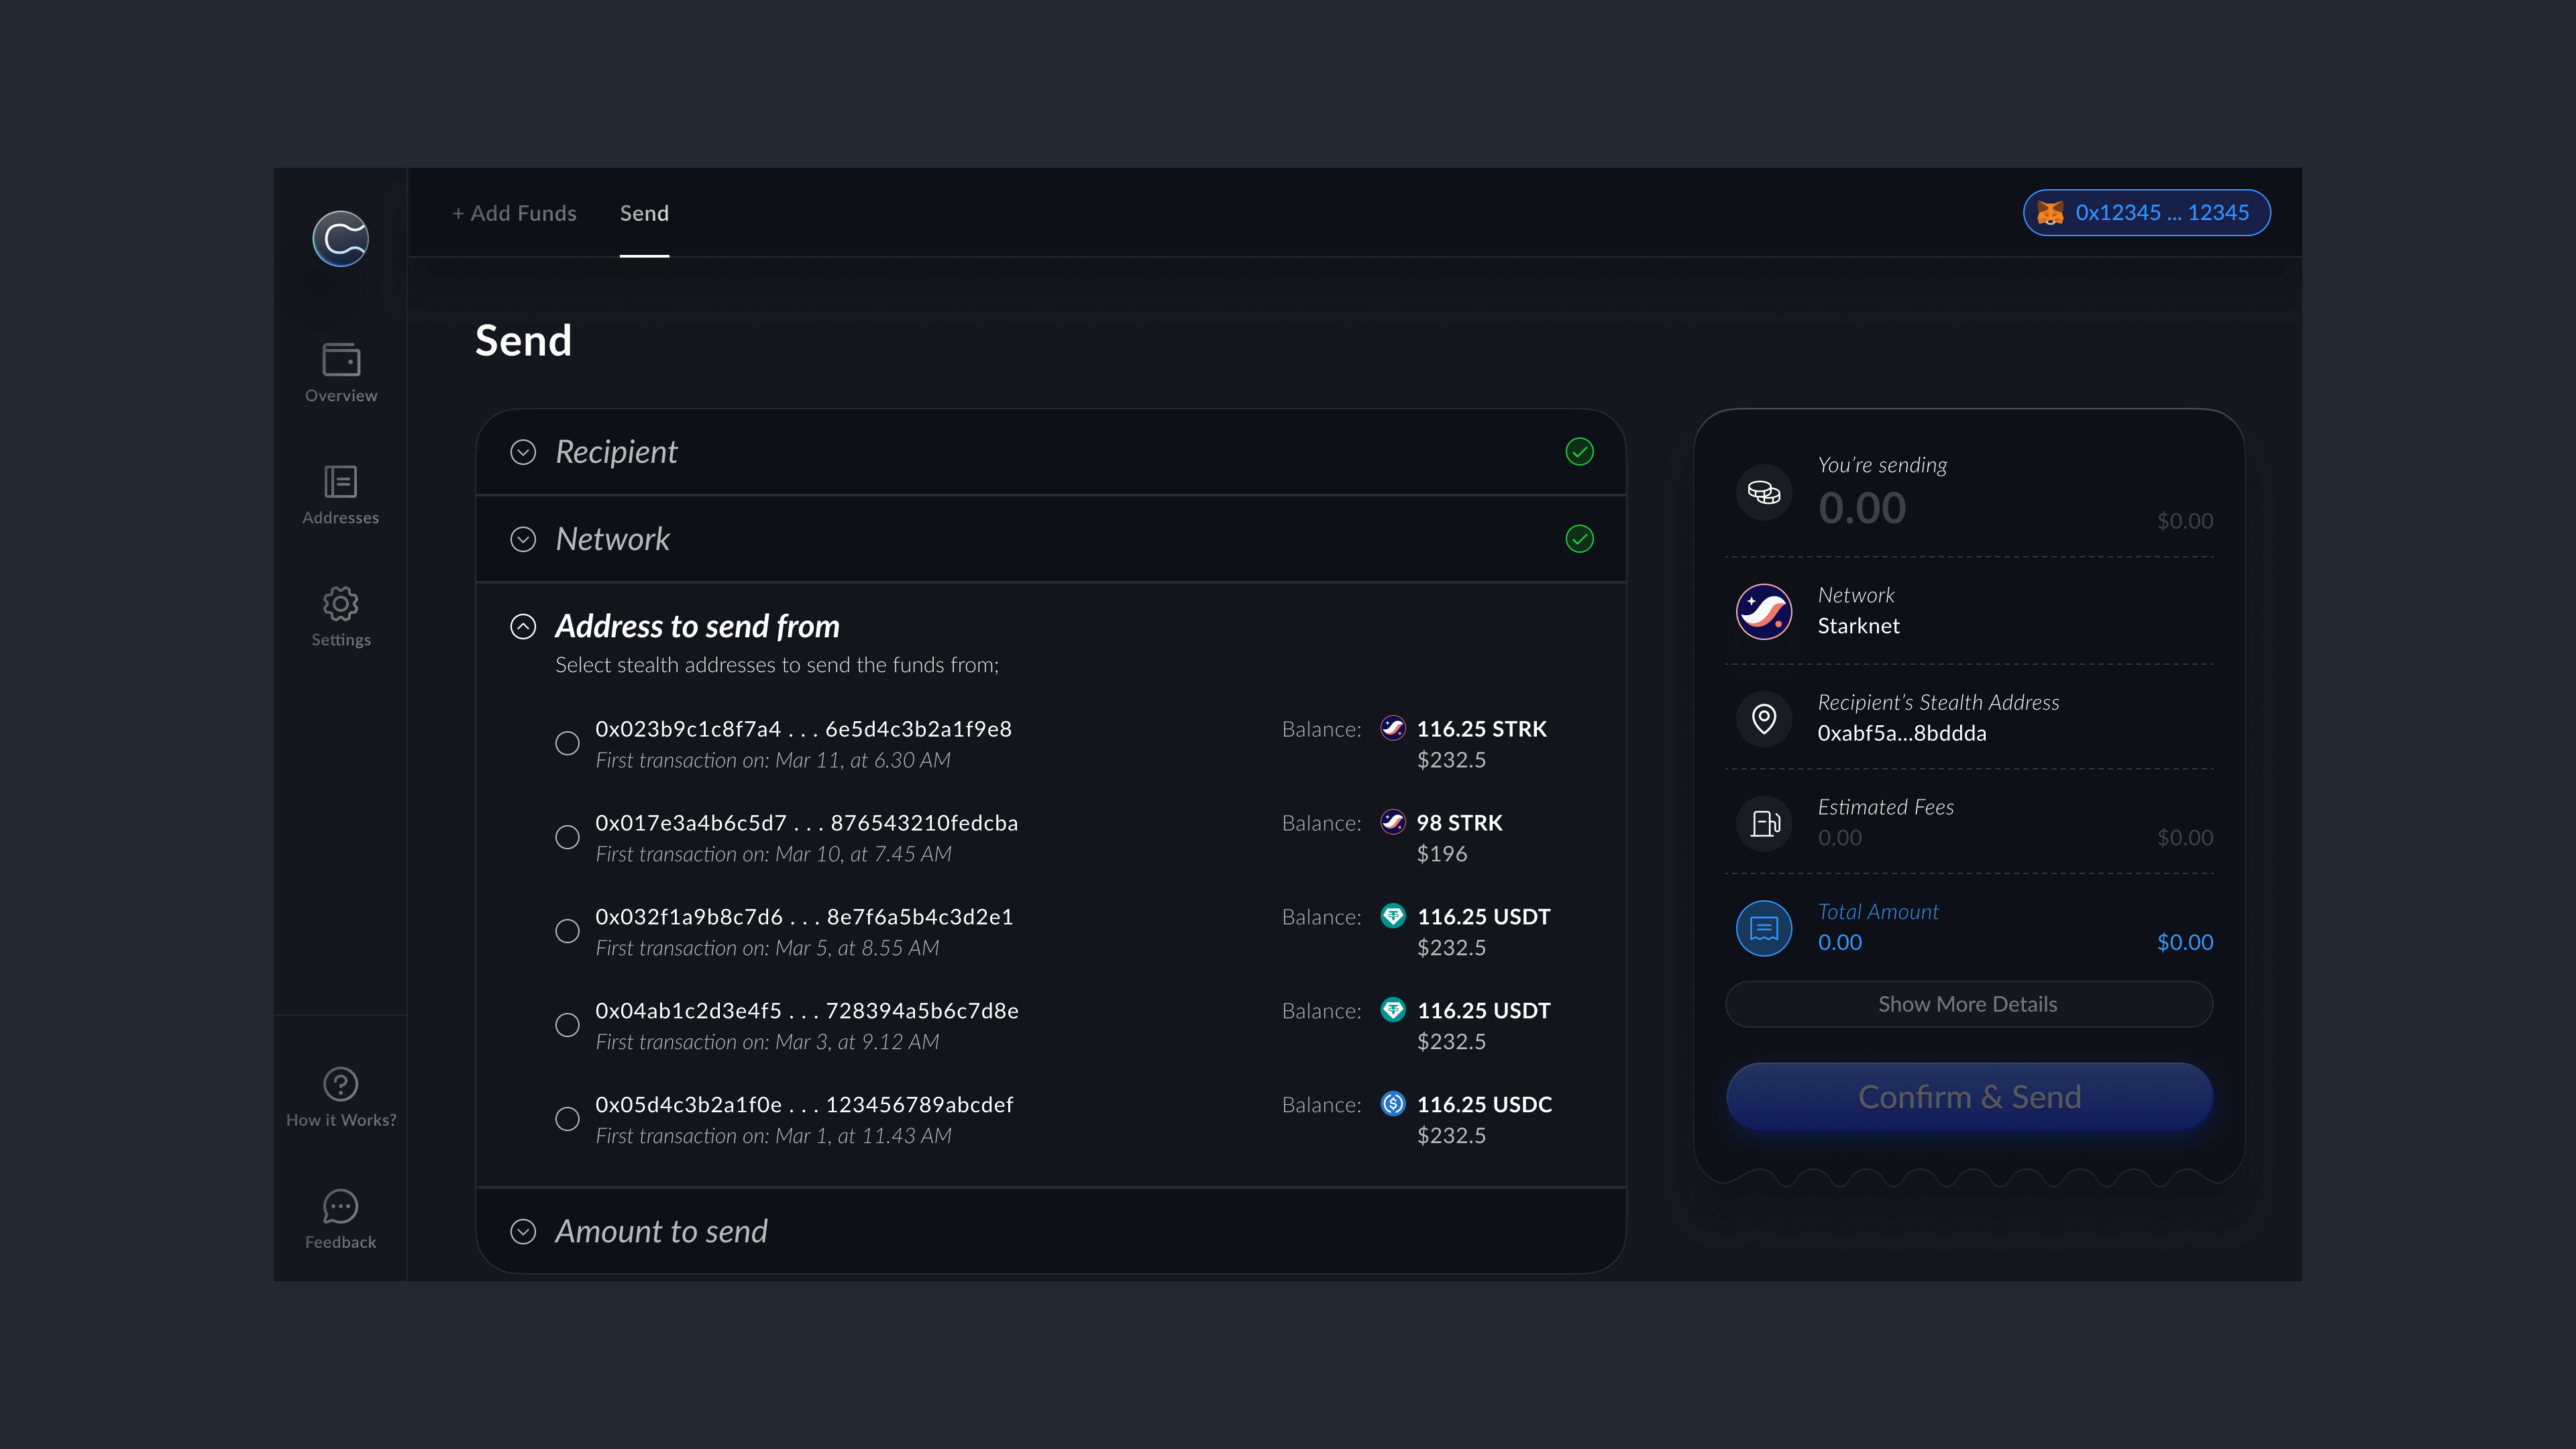 + Add Funds
Send
0x12345 ... 12345
Overview
Addresses
Settings
How it Works?
Feedback
Send
Recipient
Network
Address to send from
Select stealth addresses to send the funds from;
0x023b9c1c8f7a4 . . . 6e5d4c3b2a1f9e8
Balance: 116.25 STRK
First transaction on: Mar 11, at 6.30 AM
$232.5
0x017e3a4b6c5d7 . . . 876543210fedcba
Balance: 98 STRK
First transaction on: Mar 10, at 7.45 AM
$196
0x032f1a9b8c7d6 . . . 8e7f6a5b4c3d2e1
Balance: 116.25 USDT
First transaction on: Mar 5, at 8.55 AM
$232.5
0x04ab1c2d3e4f5 . . . 728394a5b6c7d8e
Balance: 116.25 USDT
First transaction on: Mar 3, at 9.12 AM
$232.5
0x05d4c3b2a1f0e . . . 123456789abcdef
Balance: 116.25 USDC
First transaction on: Mar 1, at 11.43 AM
$232.5
Amount to send
You’re sending
0.00
$0.00
Network
Starknet
Recipient’s Stealth Address
0xabf5a...8bddda
Estimated Fees
0.00
$0.00
Total Amount
0.00
$0.00
Show More Details
Confirm & Send